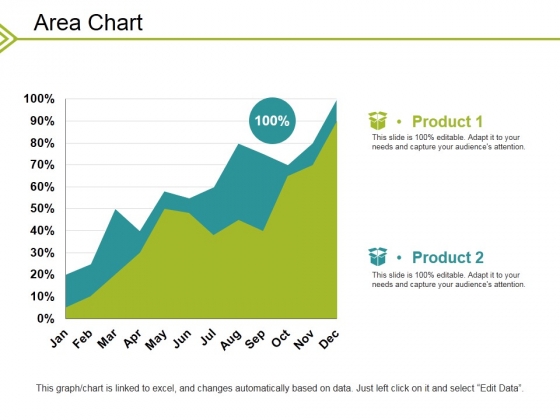 Area Chart
100%
90%
80%
70%
60%
50%
40%
30%
20%
10%
0%
Jan
Feb
Mar
Apr
May
Jun
Jul
Aug
Sep
Oct
Nov
Dec
100%
• Product 1
This slide is 100% editable. Adapt it to your
needs and capture your audience's attention.
• Product 2
This slide is 100% editable. Adapt it to your
needs and capture your audience's attention.
This graph/chart is linked to excel, and changes automatically based on data. Just left click on it and select "Edit Data".